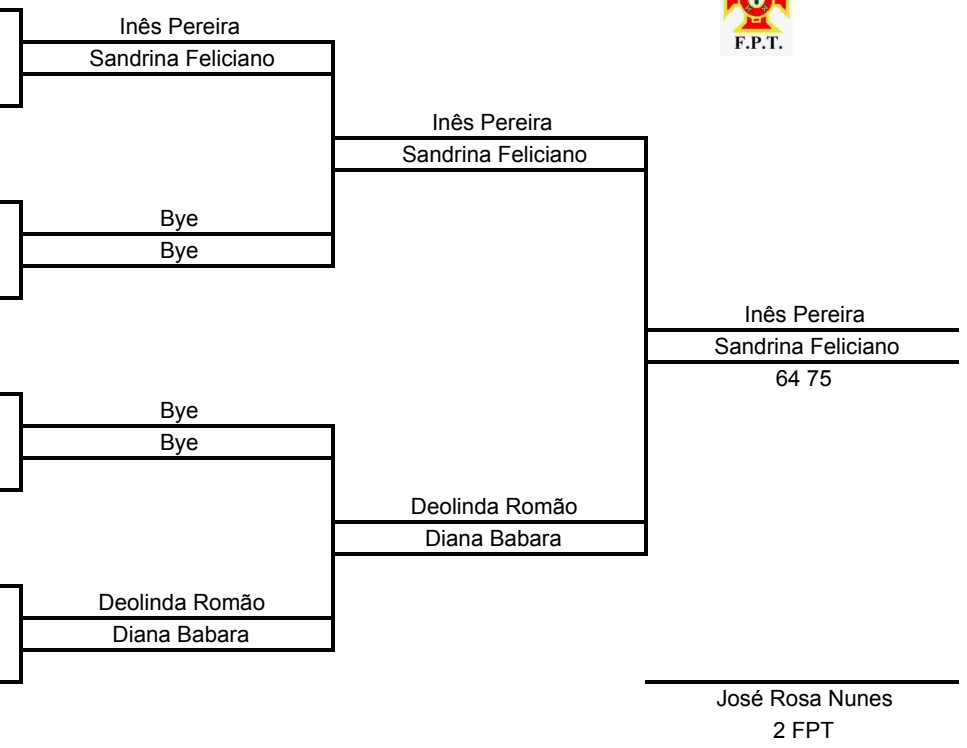 F.P.T.
Inês Pereira
Sandrina Feliciano
Inês Pereira
Sandrina Feliciano
Bye
Bye
Inês Pereira
Sandrina Feliciano
64 75
Bye
Bye
Deolinda Romão
Diana Babara
Deolinda Romão
Diana Babara
José Rosa Nunes
2 FPT